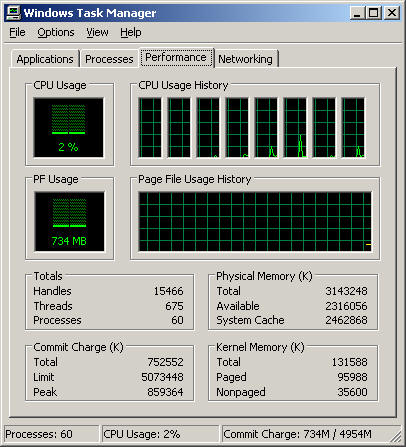 Windows Task Manager
File Options View Help
Applications Processes Performance Networking
CPU Usage
2 %
CPU Usage History
PF Usage
734 MB
Page File Usage History
Totals
Handles 15466
Threads 675
Processes 60
Physical Memory (K)
Total 3143248
Available 2316056
System Cache 2462868
Commit Charge (K)
Total 752552
Limit 5073448
Peak 859364
Kernel Memory (K)
Total 131588
Paged 95988
Nonpaged 35600
Processes: 60 CPU Usage: 2% Commit Charge: 734M / 4954M